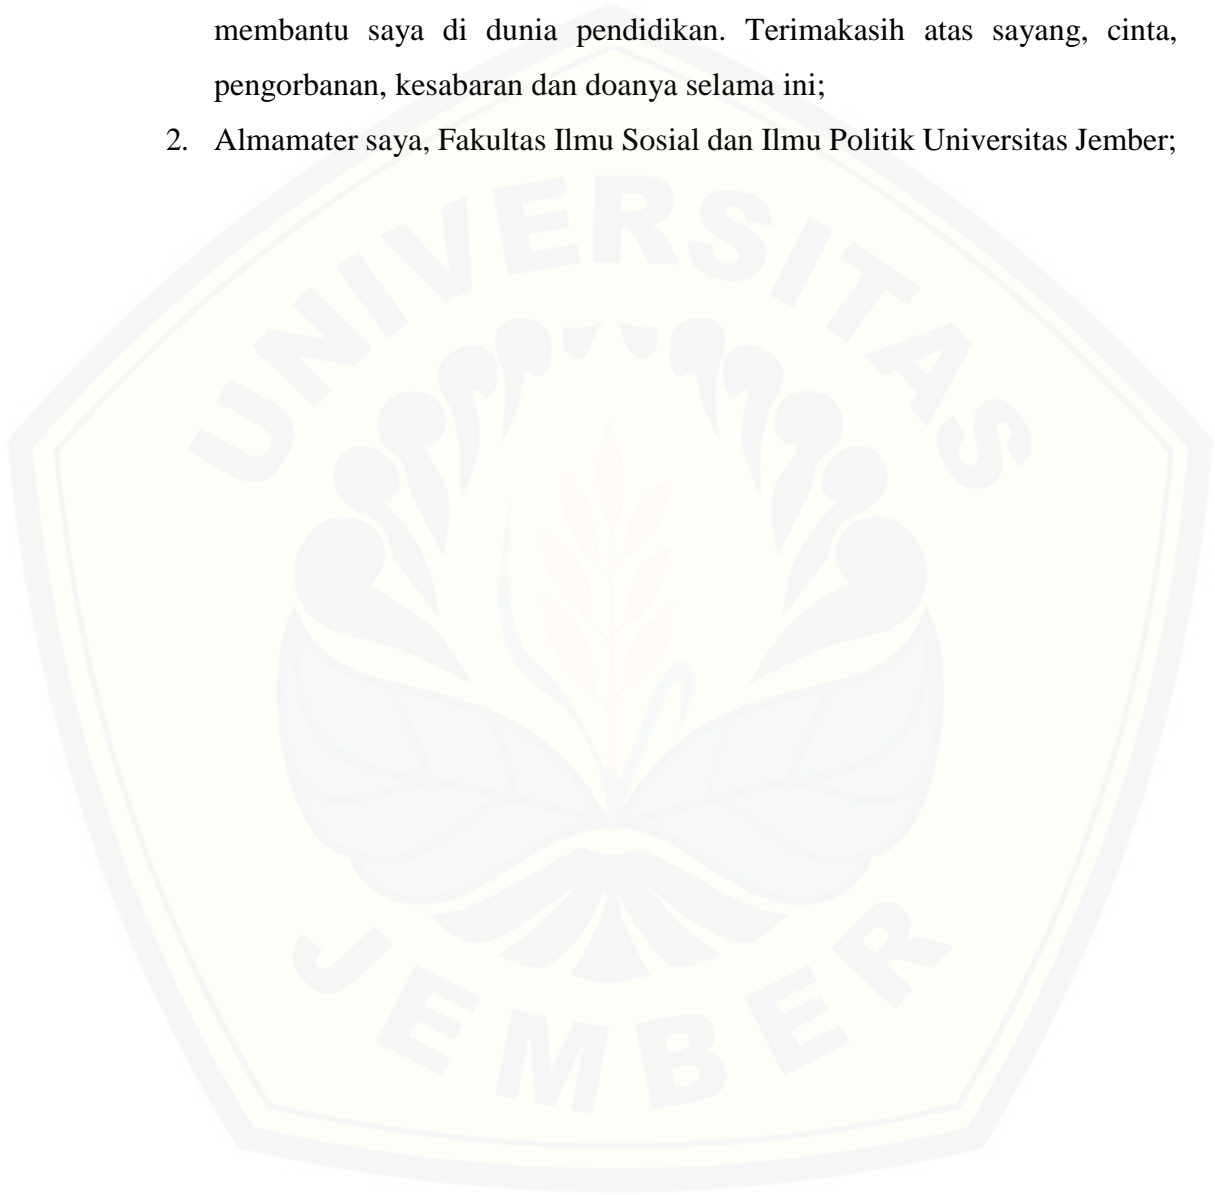 membantu saya di dunia pendidikan. Terimakasih atas sayang, cinta,
pengorbanan, kesabaran dan doanya selama ini;
2. Almamater saya, Fakultas Ilmu Sosial dan Ilmu Politik Universitas Jember;
UNIVERSITAS
JEMBER